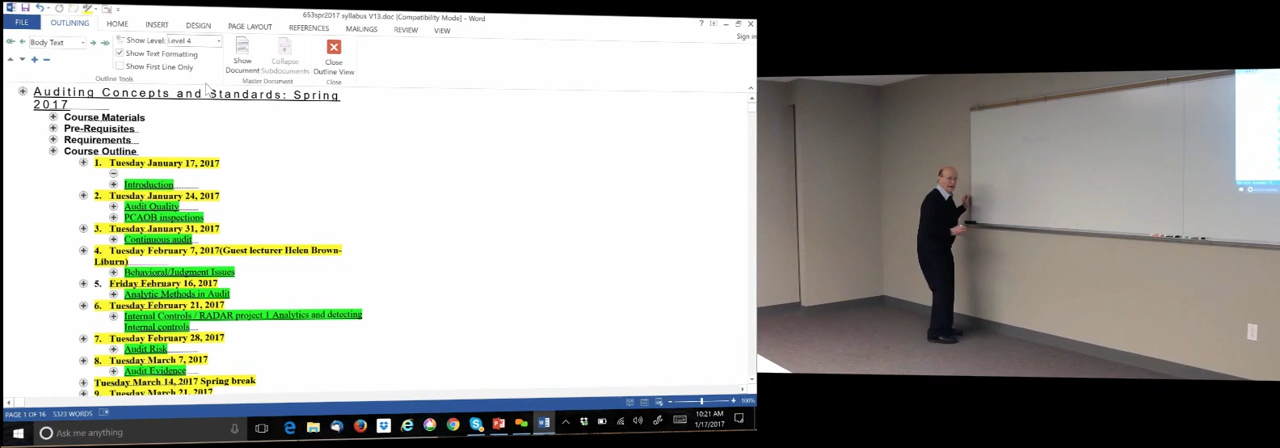 653spr2017 syllabus V13.doc [Compatibility Mode] - Word
Sign in
FILE OUTLINING HOME INSERT DESIGN PAGE LAYOUT REFERENCES MAILINGS REVIEW VIEW
Body Text
Show Level: Level 4
Show Text Formatting
Show First Line Only
Show Document
Collapse Subdocuments
Close Outline View
Outline Tools
Master Document
Close
Auditing Concepts and Standards: Spring
2017
Course Materials
Pre-Requisites
Requirements
Course Outline
1. Tuesday January 17, 2017
Introduction
2. Tuesday January 24, 2017
Audit Quality
PCAOB inspections
3. Tuesday January 31, 2017
Continuous audit
4. Tuesday February 7, 2017(Guest lecturer Helen Brown-
Liburn)
Behavioral/Judgment Issues
5. Friday February 16, 2017
Analytic Methods in Audit
6. Tuesday February 21, 2017
Internal Controls / RADAR project 1 Analytics and detecting
Internal controls
7. Tuesday February 28, 2017
Audit Risk
8. Tuesday March 7, 2017
Audit Evidence
Tuesday March 14, 2017 Spring break
9. Tuesday March 21, 2017
PAGE 1 OF 16 5323 WORDS
100%
Ask me anything
10:21 AM
1/17/2017